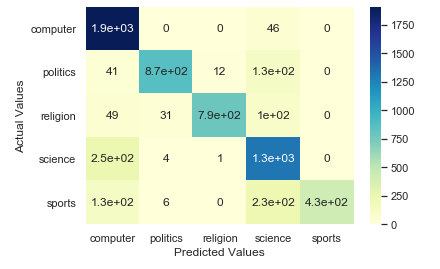 computer 1.9e+03 0 0 46 0
politics 41 8.7e+02 12 1.3e+02 0
religion 49 31 7.9e+02 1e+02 0
science 2.5e+02 4 1 1.3e+03 0
sports 1.3e+02 6 0 2.3e+02 4.3e+02
computer politics religion science sports
Predicted Values
Actual Values
1750
1500
1250
1000
750
500
250
0